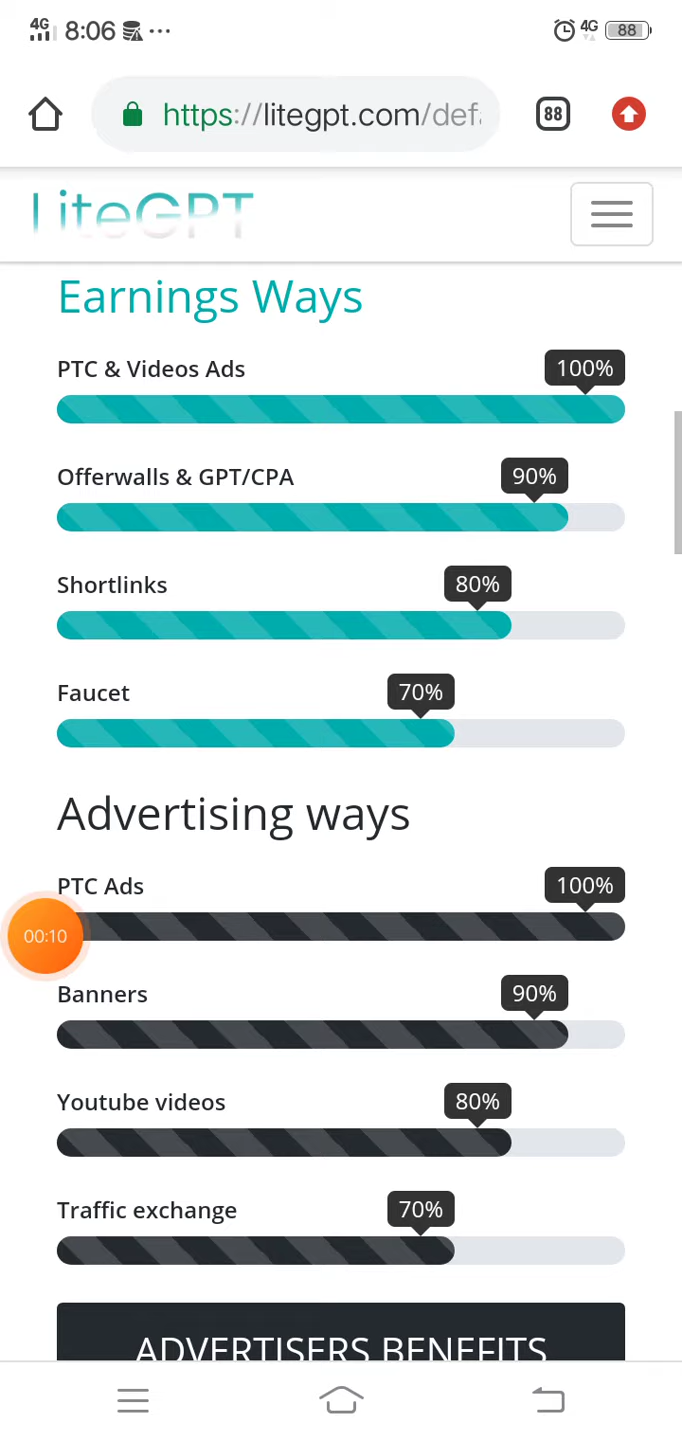 4G 8:06 ... 4G 88
https://litegpt.com/def
88
LiteGPT
Earnings Ways
PTC & Videos Ads 100%
Offerwalls & GPT/CPA 90%
Shortlinks 80%
Faucet 70%
Advertising ways
PTC Ads 100%
00:10
Banners 90%
Youtube videos 80%
Traffic exchange 70%
ADVERTISERS BENEFITS